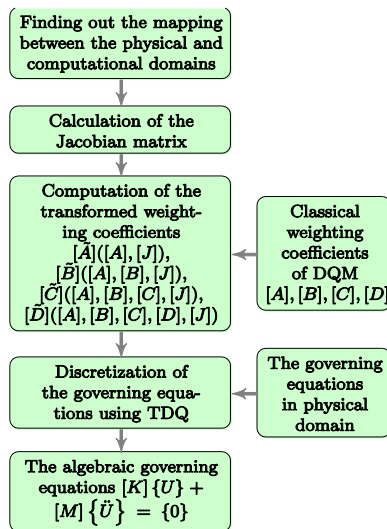 Finding out the mapping
between the physical and
computational domains
Calculation of the
Jacobian matrix
Computation of the
transformed weight-
ing coefficients
[Ã]([A], [J]),
[B̃]([A], [B], [J]),
[C̃]([A], [B], [C], [J]),
[D̃]([A], [B], [C], [D], [J])
Classical
weighting
coefficients
of DQM
[A], [B], [C], [D]
Discretization of
the governing equa-
tions using TDQ
The governing
equations
in physical
domain
The algebraic governing
equations [K] {U} +
[M] {Ü} = {0}